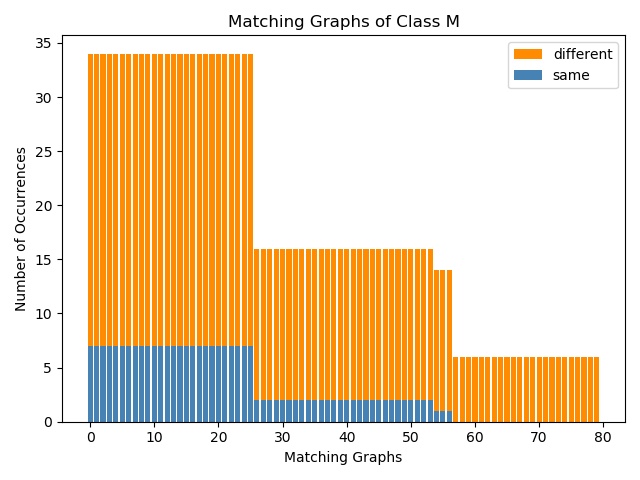 Matching Graphs of Class M
different
same
Number of Occurrences
35
30
25
20
15
10
5
0
0 10 20 30 40 50 60 70 80
Matching Graphs